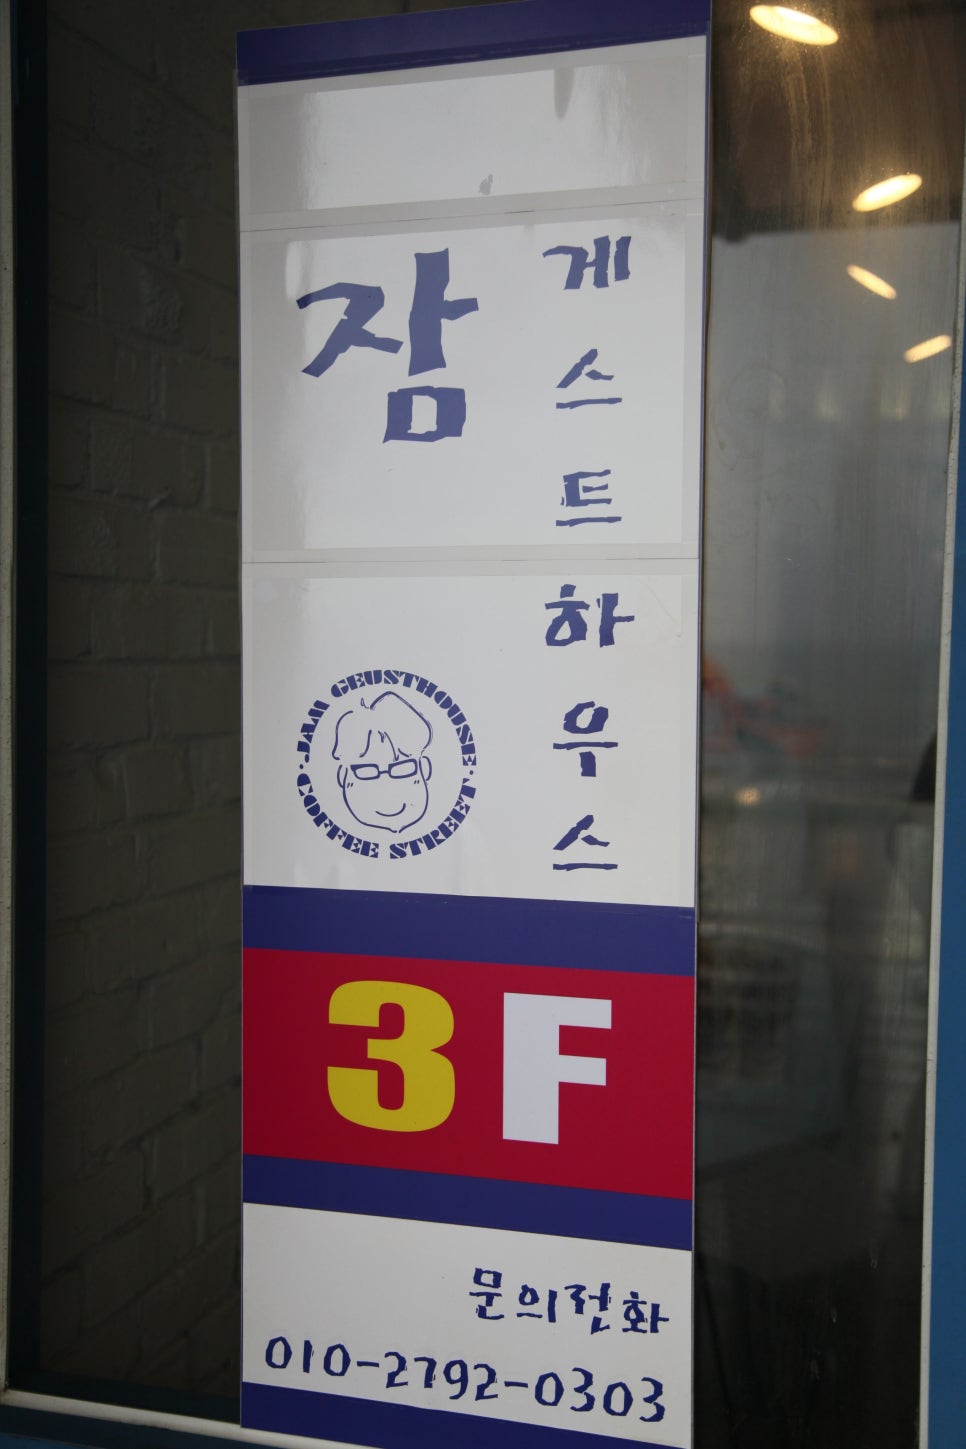 잠
게스트하우스
JAM GEUSTHOUSE
COFFEE STREET
3F
문의전화
010-2792-0303